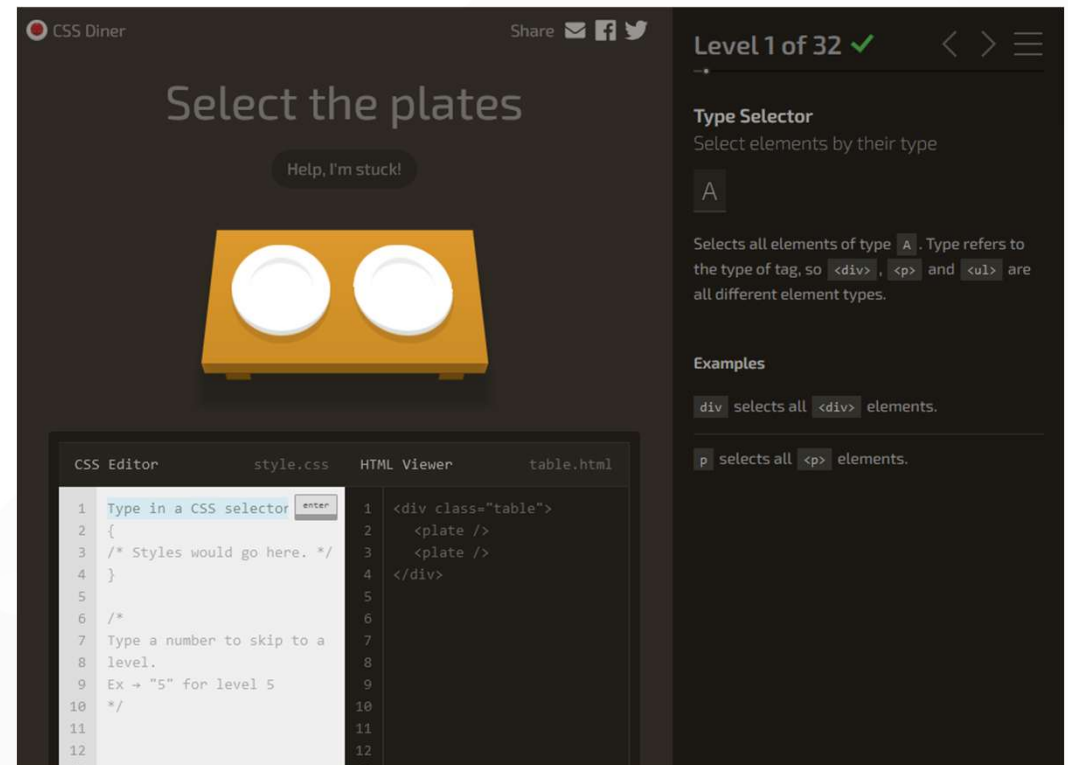 CSS Diner
Share
Select the plates
Help, I'm stuck!
CSS Editor style.css
1 Type in a CSS selector enter
2 {
3 /* Styles would go here. */
4 }
5
6 /*
7 Type a number to skip to a
8 level.
9 Ex → "5" for level 5
10 */
11
12
HTML Viewer table.html
1 <div class="table">
2 <plate />
3 <plate />
4 </div>
5
6
7
8
9
10
11
12
Level 1 of 32
Type Selector
Select elements by their type
A
Selects all elements of type A . Type refers to
the type of tag, so <div> , <p> and <ul> are
all different element types.
Examples
div selects all <div> elements.
p selects all <p> elements.